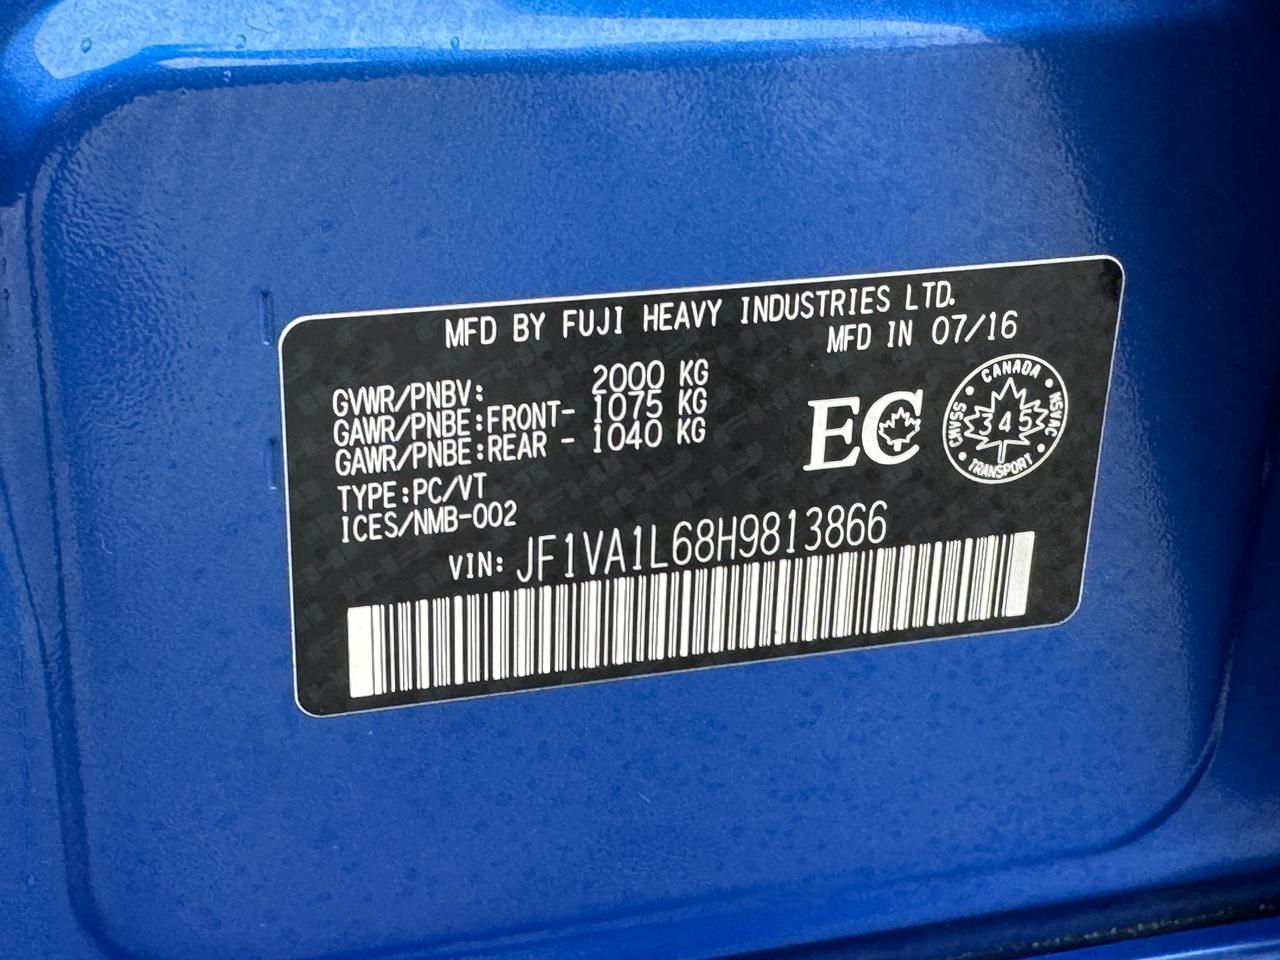 MFD BY FUJI HEAVY INDUSTRIES LTD.
MFD IN 07/16
GVWR/PNBV: 2000 KG
GAWR/PNBE:FRONT- 1075 KG
GAWR/PNBE:REAR - 1040 KG
TYPE:PC/VT
ICES/NMB-002
EC
CANADA
CMVSS
345
NSVAC
TRANSPORT
VIN: JF1VA1L68H9813866